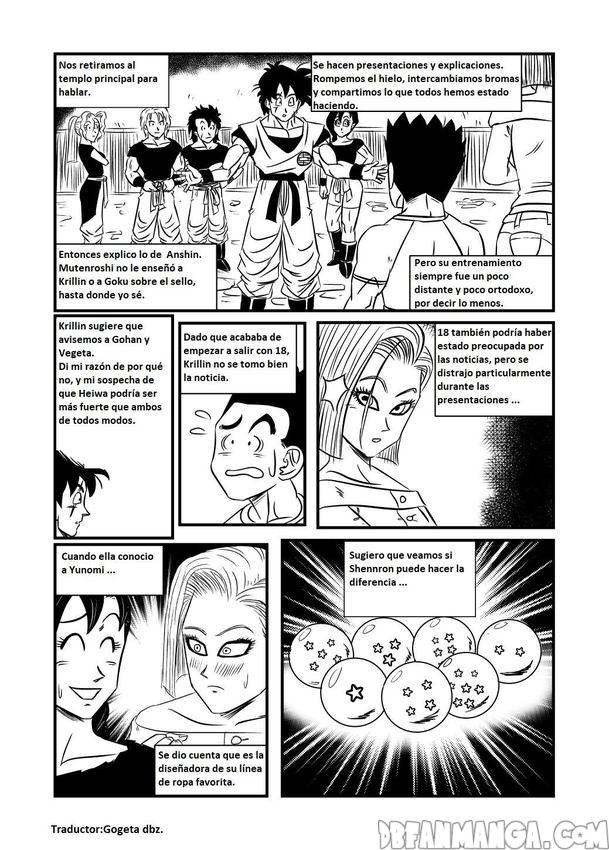 Nos retiramos al
templo principal para
hablar.
Se hacen presentaciones y explicaciones.
Rompemos el hielo, intercambiamos bromas
y compartimos lo que todos hemos estado
haciendo.
Entonces explico lo de  Anshin.
Mutenroshi no le enseñó a
Krillin o a Goku sobre el sello,
hasta donde yo sé.
Pero su entrenamiento
siempre fue un poco
distante y poco ortodoxo,
por decir lo menos.
Krillin sugiere que
avisemos a Gohan y
Vegeta.
Di mi razón de por qué
no, y mi sospecha de
que Heiwa podría ser
más fuerte que ambos
de todos modos.
Dado que acababa de
empezar a salir con 18,
Krillin no se tomo bien
la noticia.
18 también podría haber
estado preocupada por
las noticias, pero se
distrajo particularmente
durante las
presentaciones ...
Cuando ella conocio
a Yunomi ...
Se dio cuenta que es la
diseñadora de su línea
de ropa favorita.
Sugiero que veamos si
Shennron puede hacer la
diferencia ...
Traductor:Gogeta dbz.
DBFANMANGA.COM